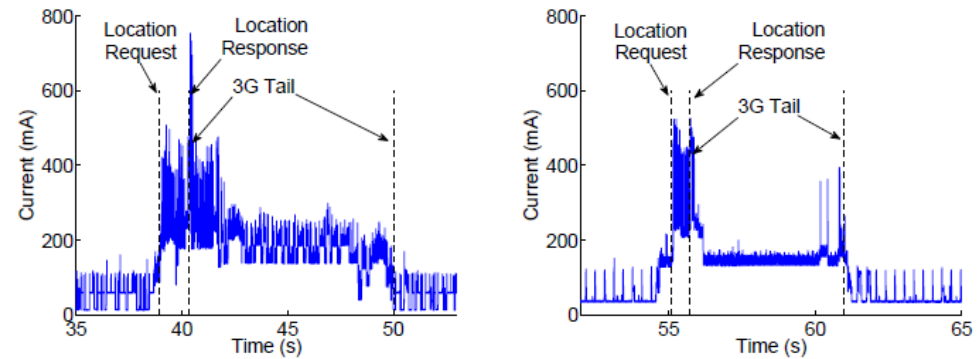 800
600
400
200
0
Current (mA)
Location
Request
Location
Response
3G Tail
35
40
45
50
Time (s)
800
600
400
200
0
Current (mA)
Location
Request
Location
Response
3G Tail
55
60
65
Time (s)